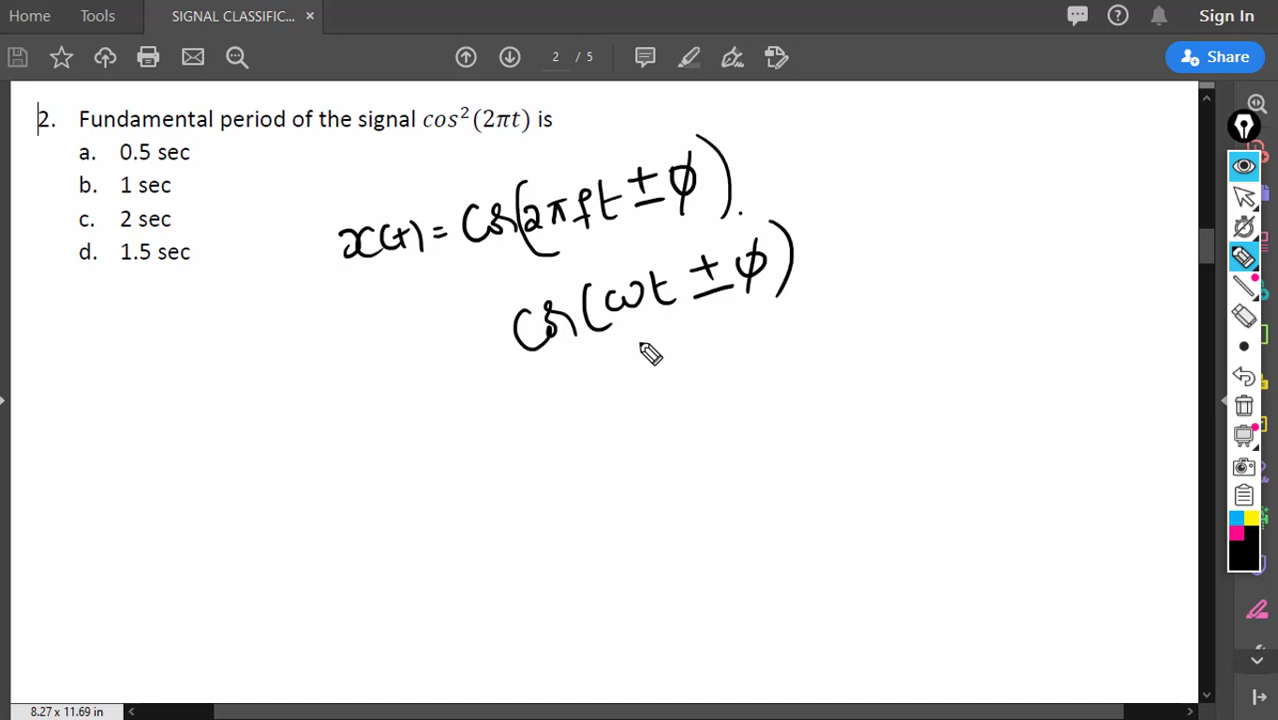 Home Tools SIGNAL CLASSIFIC... × Sign In
2 / 5 Share
2. Fundamental period of the signal cos²(2πt) is
a. 0.5 sec
b. 1 sec
c. 2 sec
d. 1.5 sec
x(t) = cos(2πft ± φ).
cos(ωt ± φ)
8.27 x 11.69 in